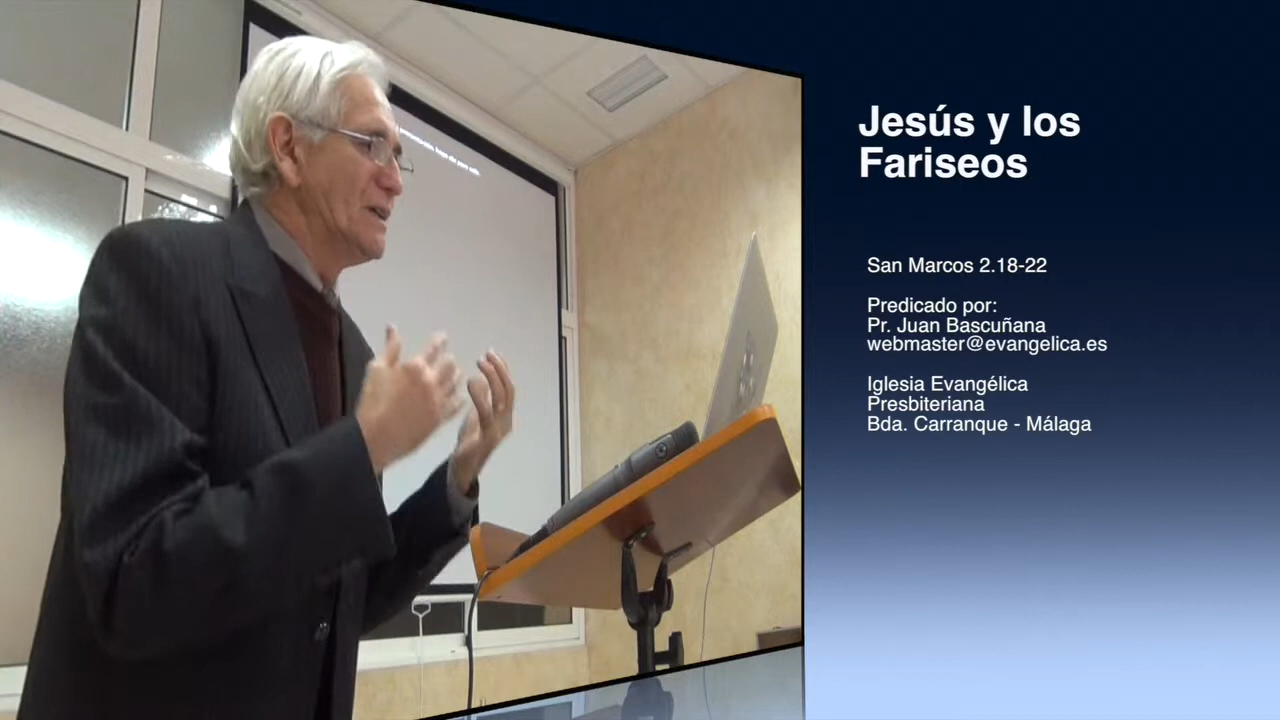 Jesús y los
Fariseos
San Marcos 2.18-22
Predicado por:
Pr. Juan Bascuñana
webmaster@evangelica.es
Iglesia Evangélica
Presbiteriana
Bda. Carranque - Málaga